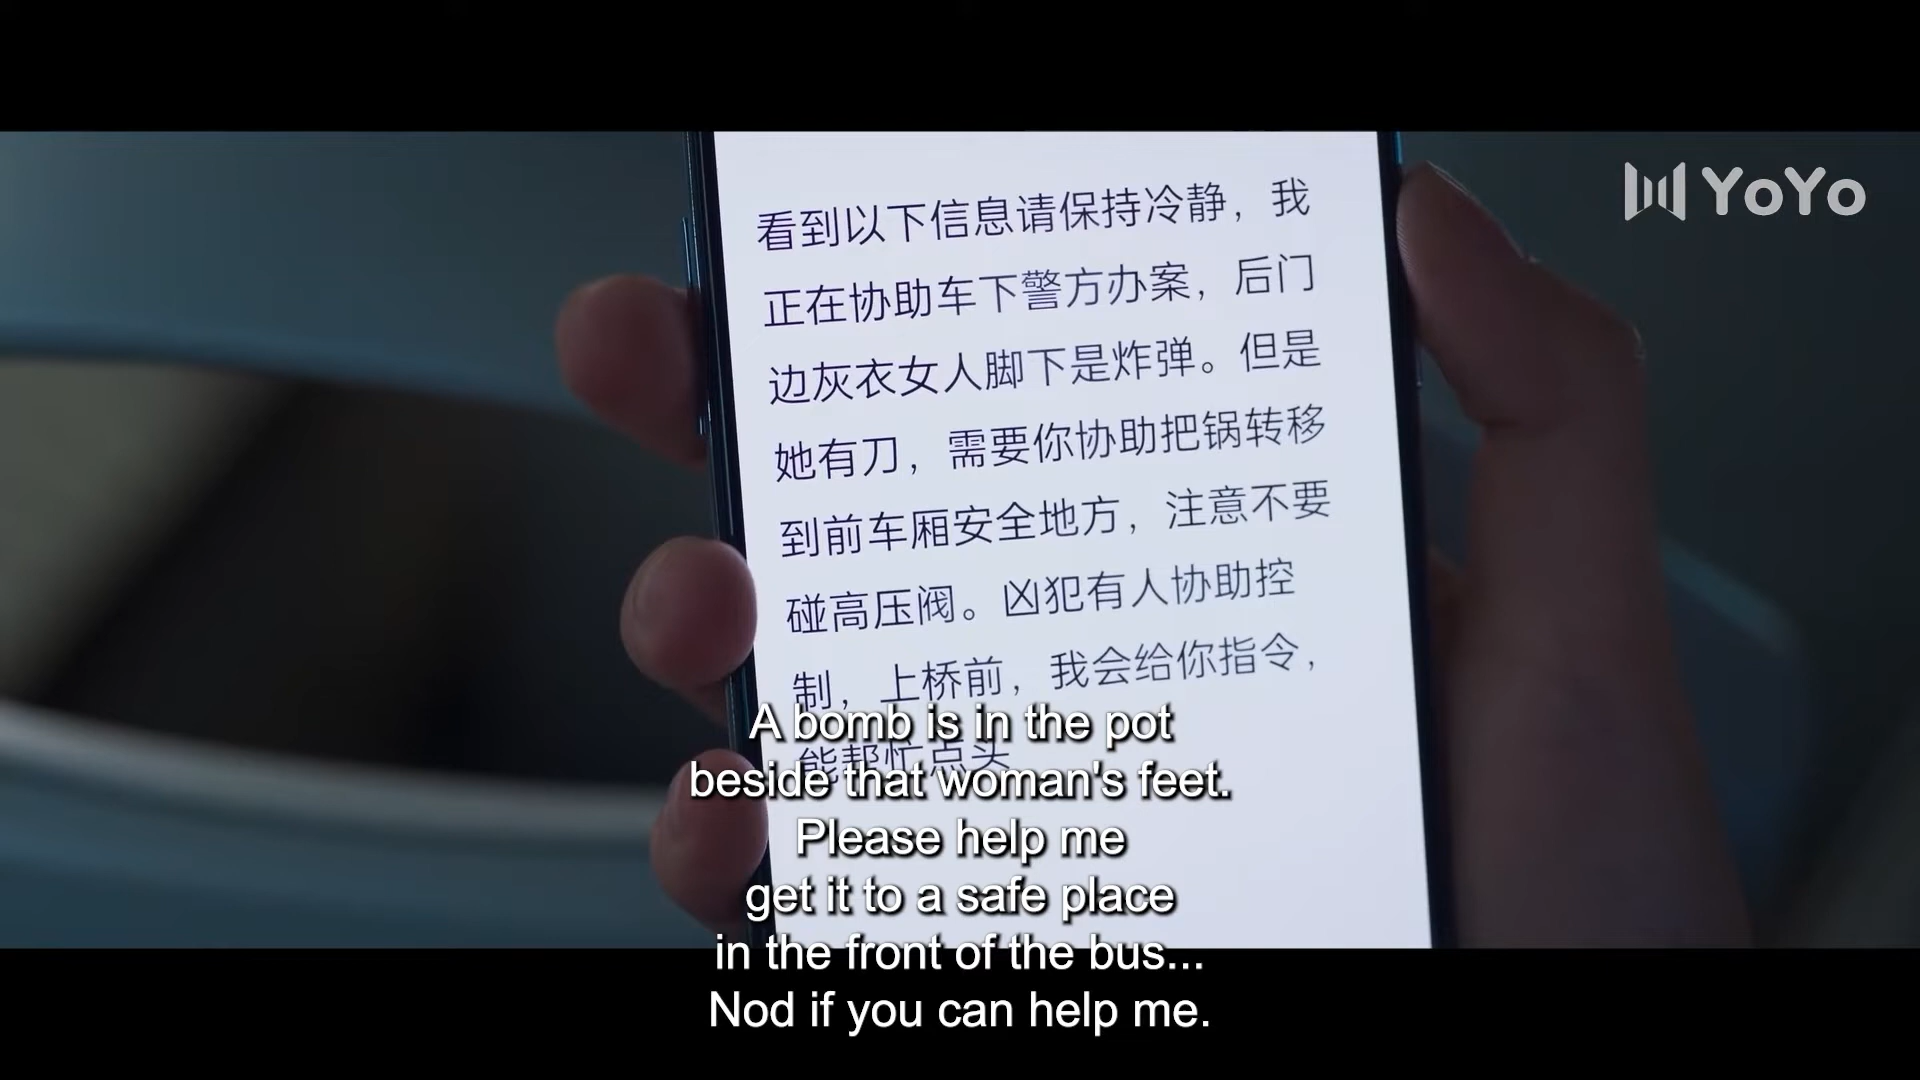 YoYo
看到以下信息请保持冷静，我
正在协助车下警方办案，后门
边灰衣女人脚下是炸弹。但是
她有刀，需要你协助把锅转移
到前车厢安全地方，注意不要
碰高压阀。凶犯有人协助控
制，上桥前，我会给你指令，
能帮忙点头
A bomb is in the pot
beside that woman's feet.
Please help me
get it to a safe place
in the front of the bus...
Nod if you can help me.